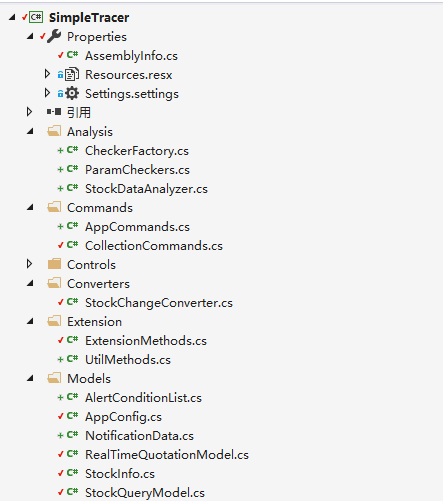 SimpleTracer
Properties
C# AssemblyInfo.cs
Resources.resx
Settings.settings
引用
Analysis
C# CheckerFactory.cs
C# ParamCheckers.cs
C# StockDataAnalyzer.cs
Commands
C# AppCommands.cs
C# CollectionCommands.cs
Controls
Converters
C# StockChangeConverter.cs
Extension
C# ExtensionMethods.cs
C# UtilMethods.cs
Models
C# AlertConditionList.cs
C# AppConfig.cs
C# NotificationData.cs
C# RealTimeQuotationModel.cs
C# StockInfo.cs
C# StockQueryModel.cs